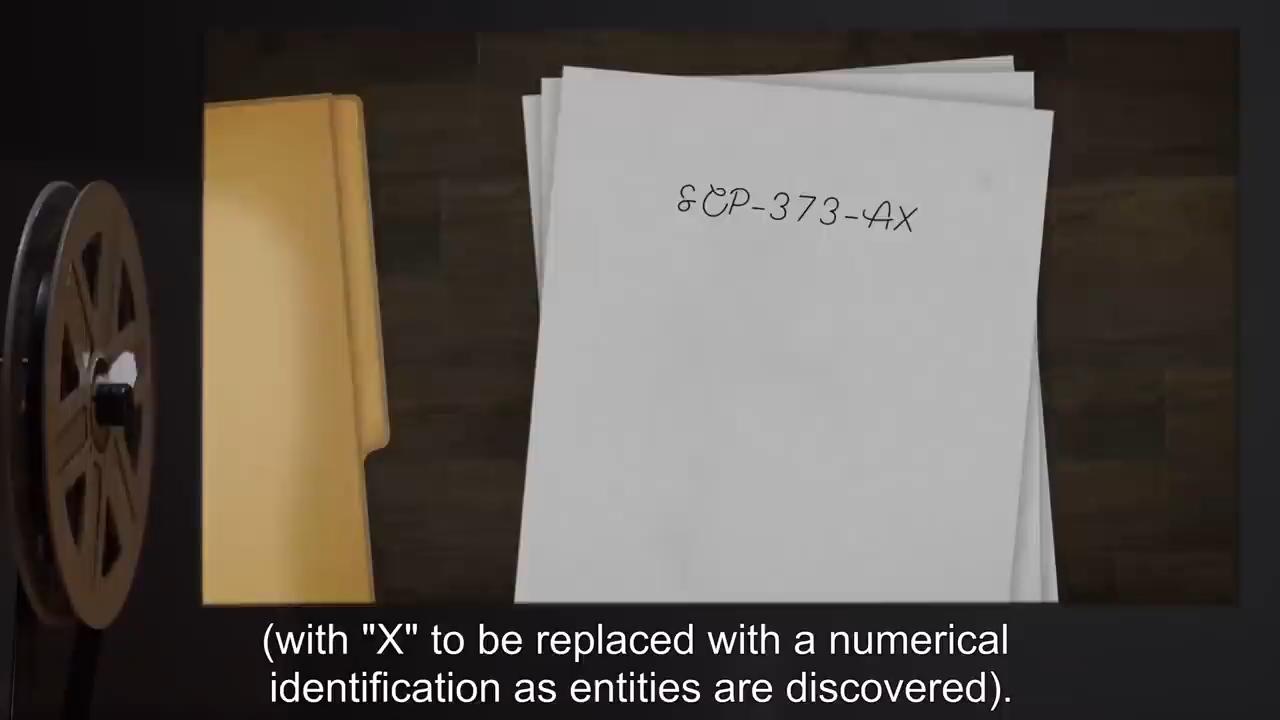 SCP-373-AX
(with "X" to be replaced with a numerical
identification as entities are discovered).